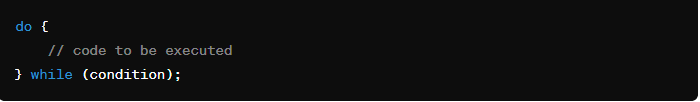 do {
    // code to be executed
} while (condition);